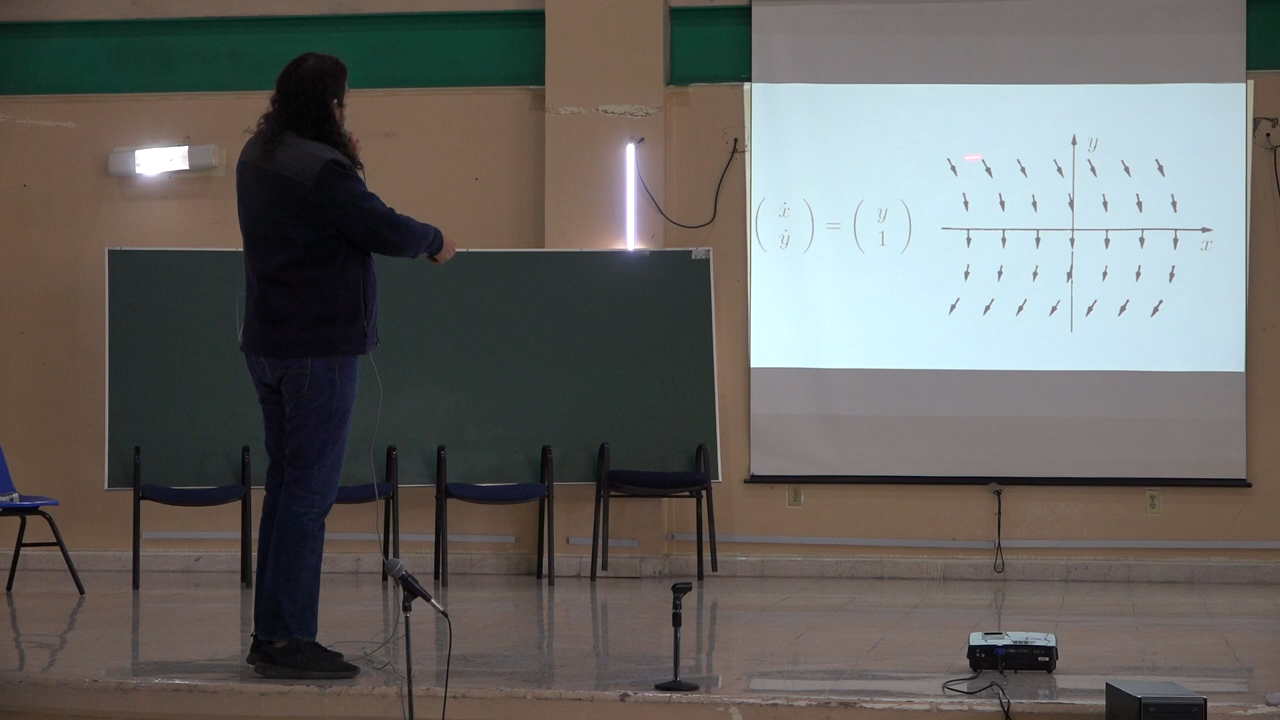 y
( ẋ ) = ( y )
( ẏ ) = ( 1 )
x